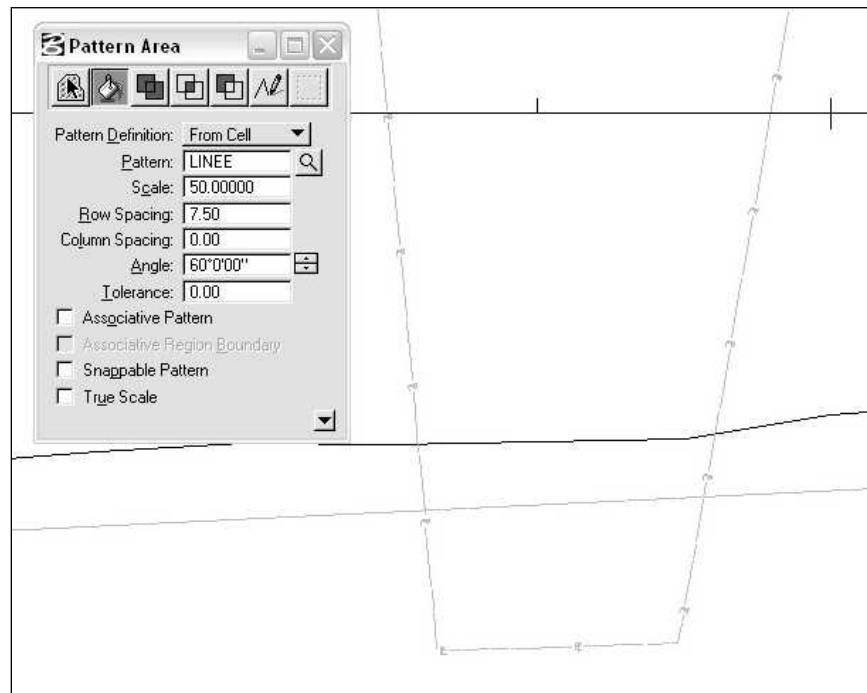 Pattern Area
Pattern Definition: From Cell
Pattern: LINEE
Scale: 50.00000
Row Spacing: 7.50
Column Spacing: 0.00
Angle: 60°0'00"
Tolerance: 0.00
Associative Pattern
Associative Region Boundary
Snappable Pattern
True Scale